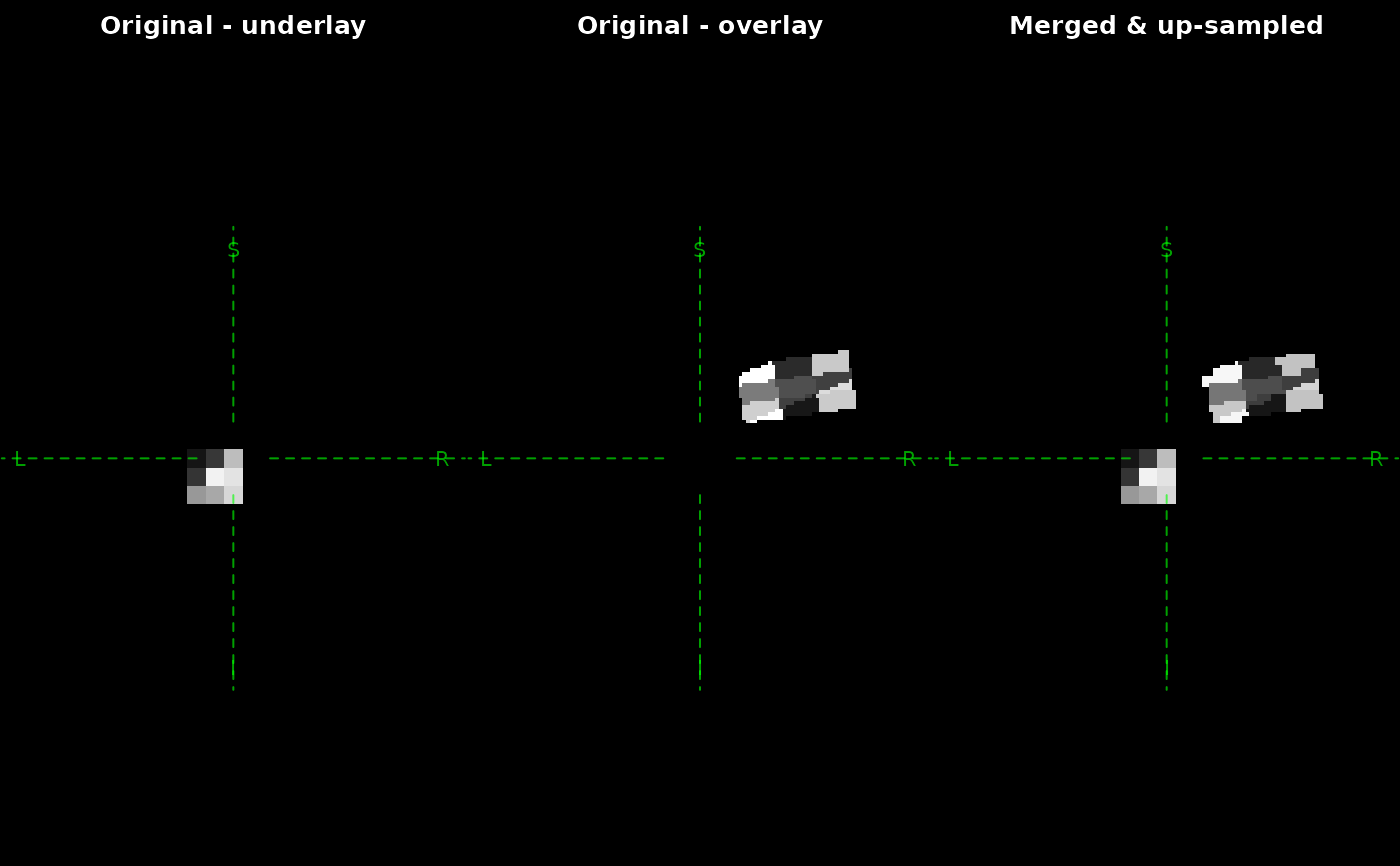 Original - underlay
Original - overlay
Merged & up-sampled
S S S
L R L R L R
I I I